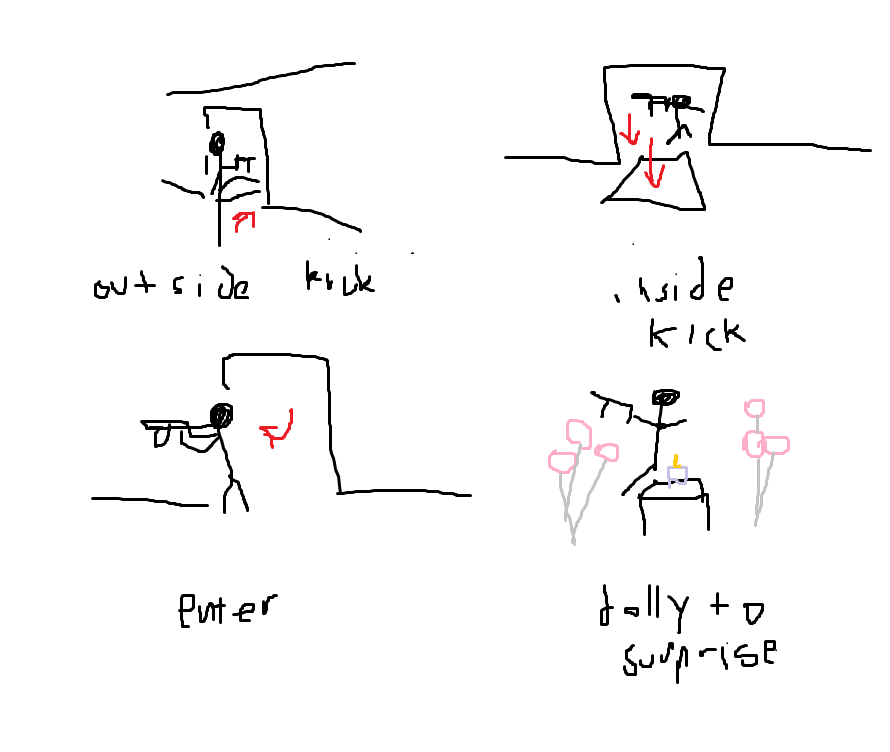 outside kick
inside
kick
enter
dolly to
surprise